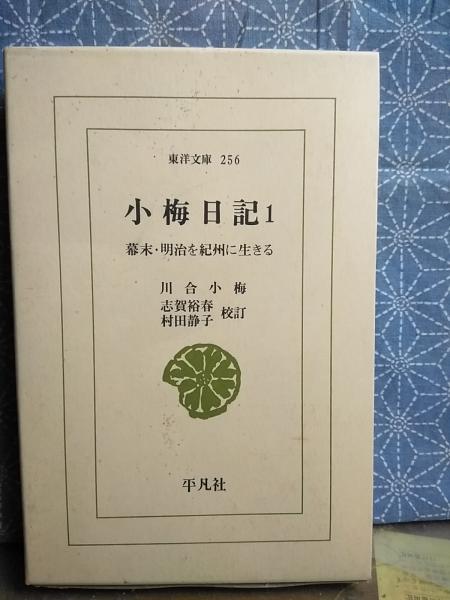 東洋文庫 256
小梅日記1
幕末・明治を紀州に生きる
川合小梅
志賀裕春
村田静子 校訂
平凡社